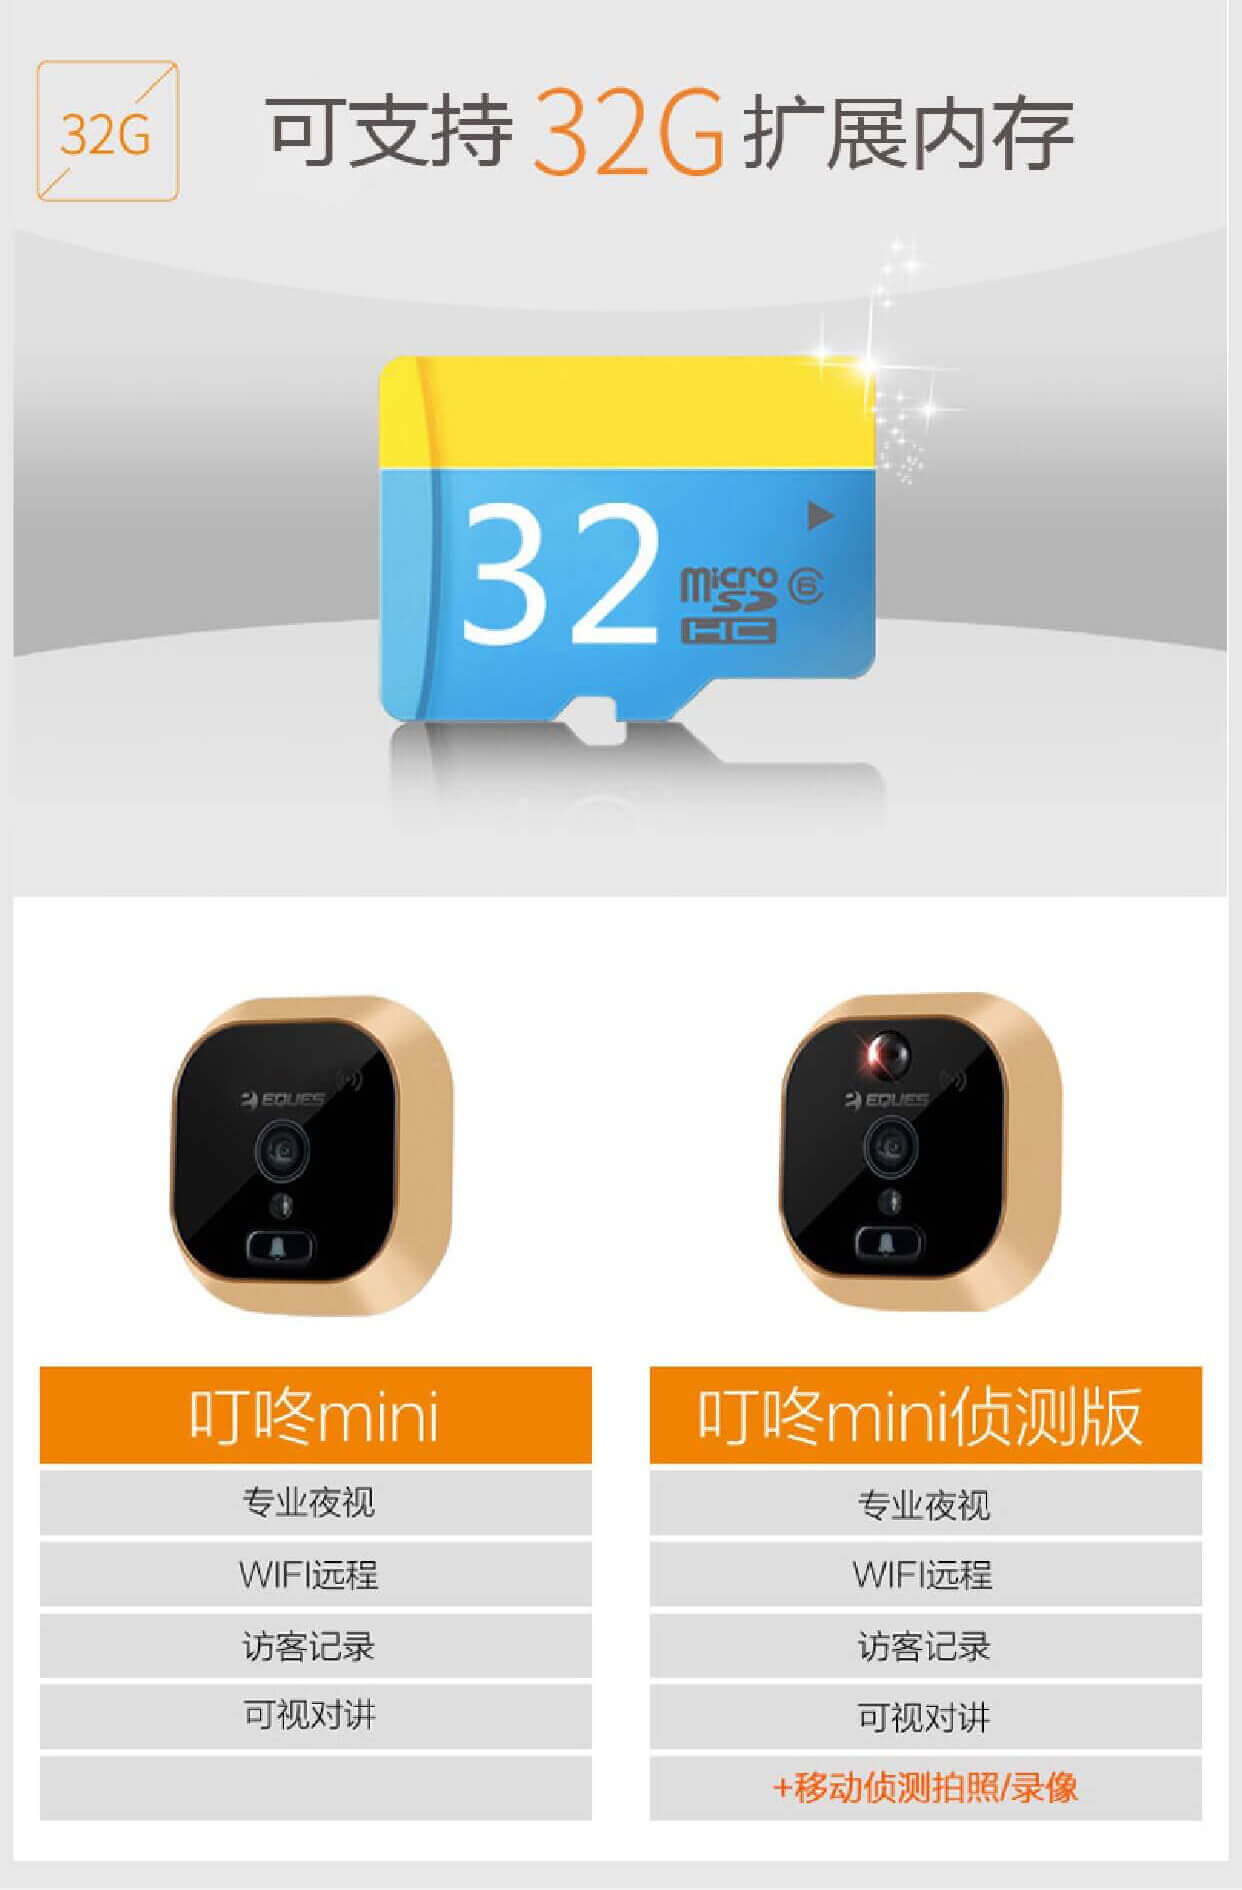 32G
可支持 32G 扩展内存
32
micro SD HC 6
EQUES
EQUES
叮咚mini
叮咚mini侦测版
专业夜视
专业夜视
WIFI远程
WIFI远程
访客记录
访客记录
可视对讲
可视对讲
+移动侦测拍照/录像